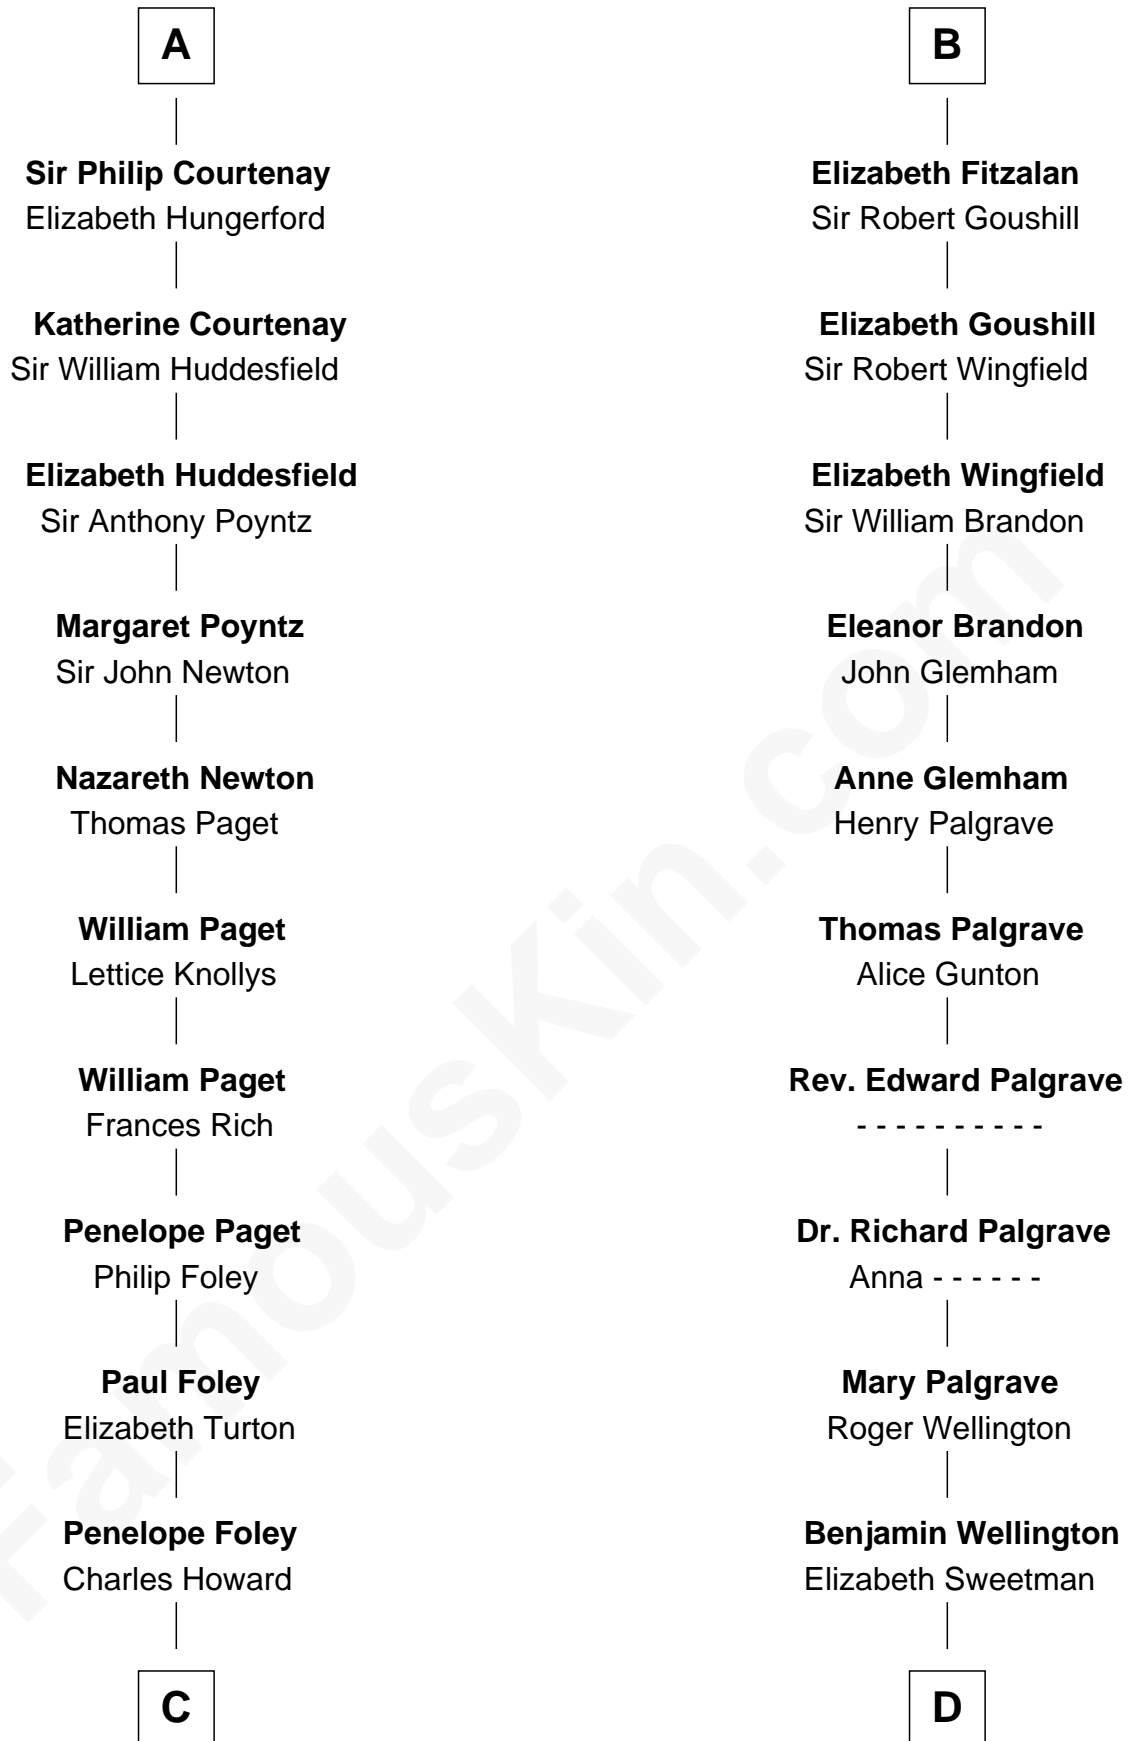 A
Sir Philip Courtenay
Elizabeth Hungerford
Katherine Courtenay
Sir William Huddesfield
Elizabeth Huddesfield
Sir Anthony Poyntz
Margaret Poyntz
Sir John Newton
Nazareth Newton
Thomas Paget
William Paget
Lettice Knollys
William Paget
Frances Rich
Penelope Paget
Philip Foley
Paul Foley
Elizabeth Turton
Penelope Foley
Charles Howard
C
B
Elizabeth Fitzalan
Sir Robert Goushill
Elizabeth Goushill
Sir Robert Wingfield
Elizabeth Wingfield
Sir William Brandon
Eleanor Brandon
John Glemham
Anne Glemham
Henry Palgrave
Thomas Palgrave
Alice Gunton
Rev. Edward Palgrave
- - - - - - - - - -
Dr. Richard Palgrave
Anna - - - - - -
Mary Palgrave
Roger Wellington
Benjamin Wellington
Elizabeth Sweetman
D
FamousKin.com